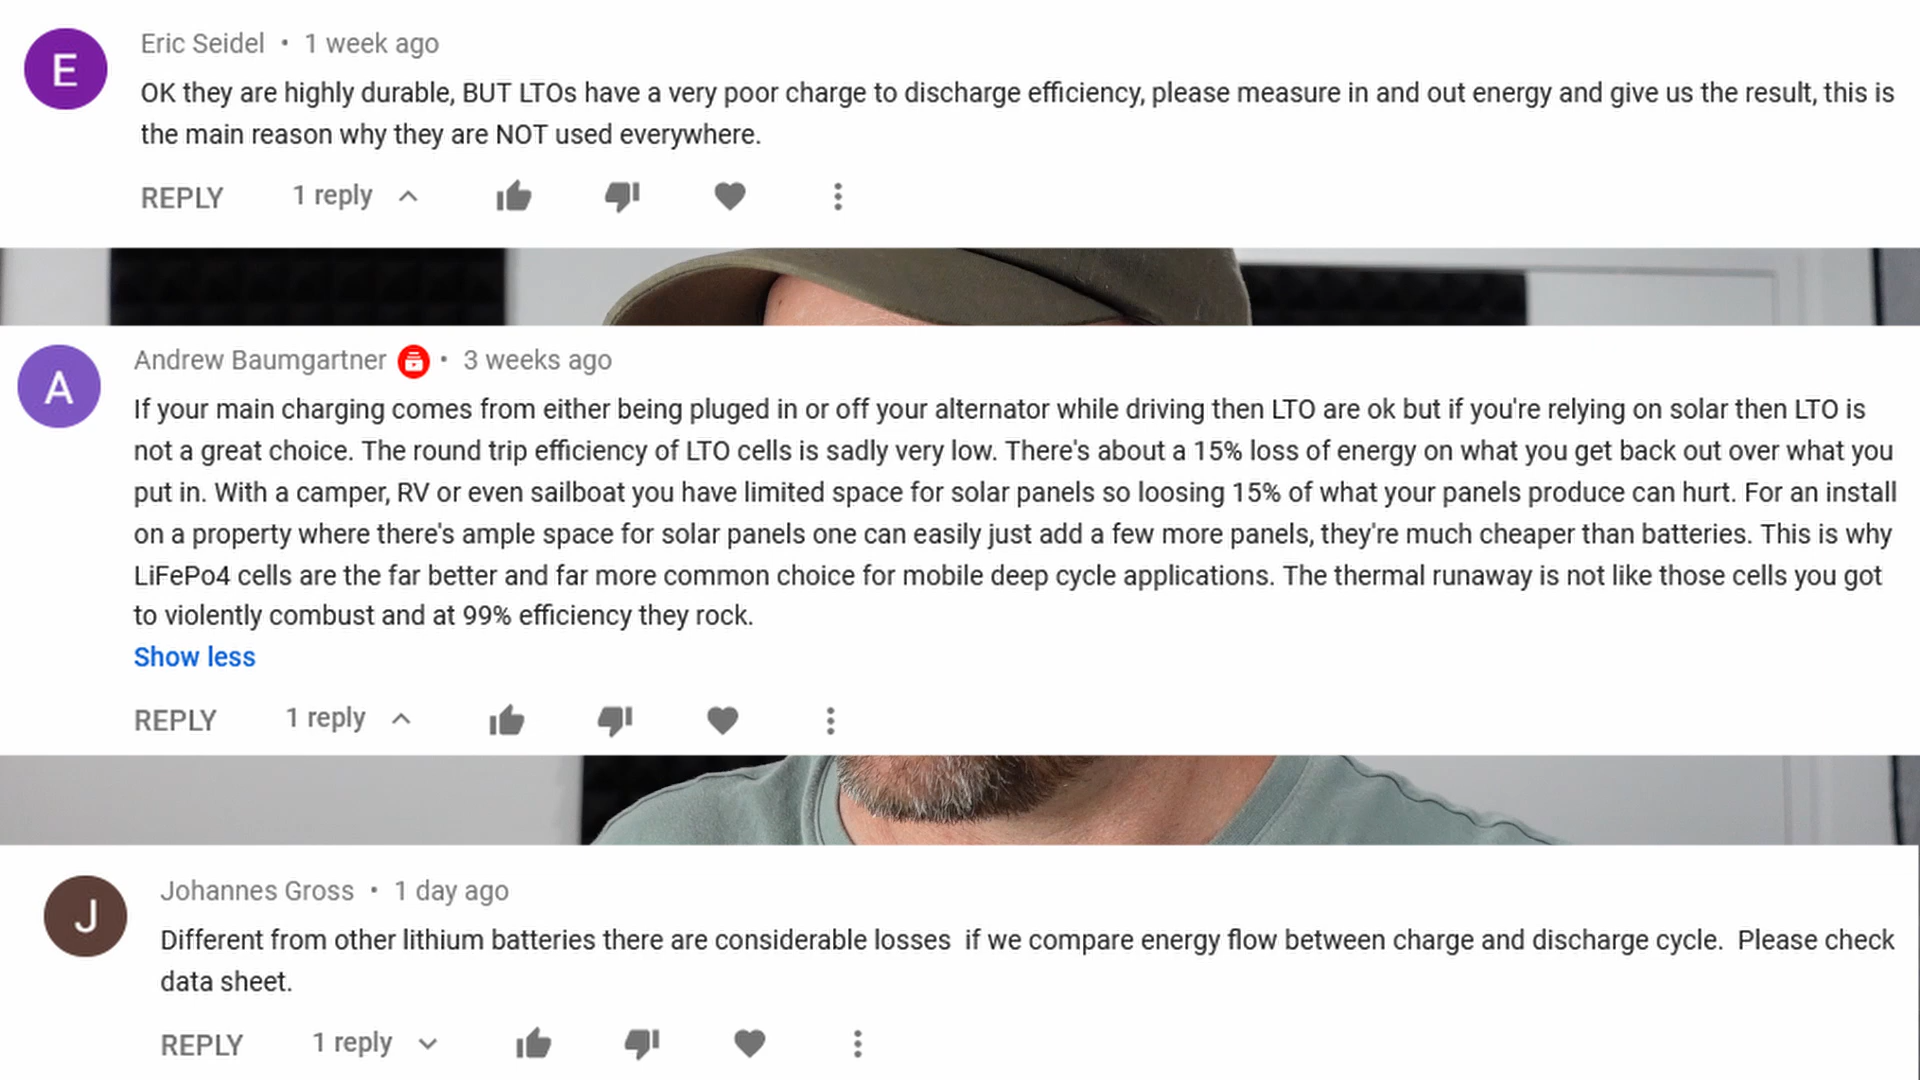 E
Eric Seidel • 1 week ago
OK they are highly durable, BUT LTOs have a very poor charge to discharge efficiency, please measure in and out energy and give us the result, this is
the main reason why they are NOT used everywhere.
REPLY 1 reply
A
Andrew Baumgartner • 3 weeks ago
If your main charging comes from either being pluged in or off your alternator while driving then LTO are ok but if you're relying on solar then LTO is
not a great choice. The round trip efficiency of LTO cells is sadly very low. There's about a 15% loss of energy on what you get back out over what you
put in. With a camper, RV or even sailboat you have limited space for solar panels so loosing 15% of what your panels produce can hurt. For an install
on a property where there's ample space for solar panels one can easily just add a few more panels, they're much cheaper than batteries. This is why
LiFePo4 cells are the far better and far more common choice for mobile deep cycle applications. The thermal runaway is not like those cells you got
to violently combust and at 99% efficiency they rock.
Show less
REPLY 1 reply
J
Johannes Gross • 1 day ago
Different from other lithium batteries there are considerable losses  if we compare energy flow between charge and discharge cycle.  Please check
data sheet.
REPLY 1 reply